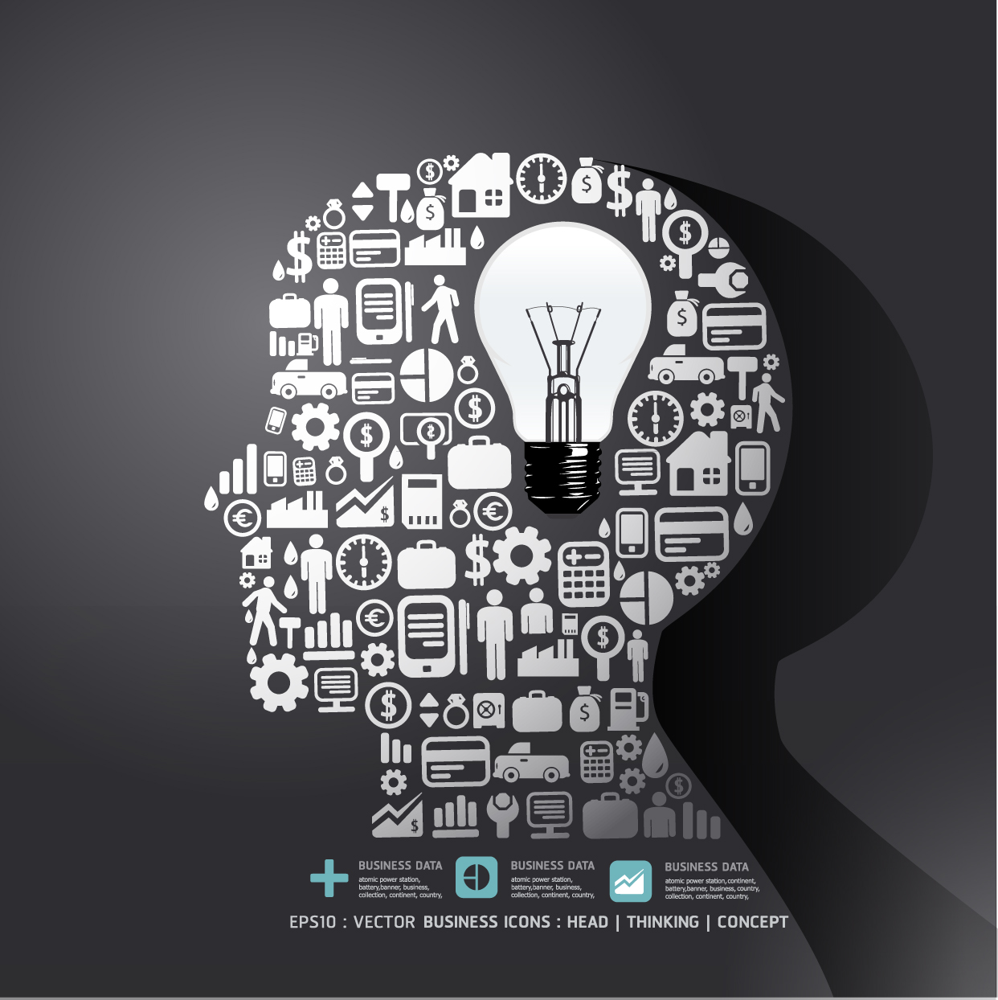 BUSINESS DATA
atomic power station,
battery,banner, business,
collection, continent, country,
BUSINESS DATA
atomic power station,
battery,banner, business,
collection, continent, country,
BUSINESS DATA
atomic power station,continent,
battery,banner, business, country,
collection, continent, country,
EPS10 : VECTOR BUSINESS ICONS : HEAD | THINKING | CONCEPT